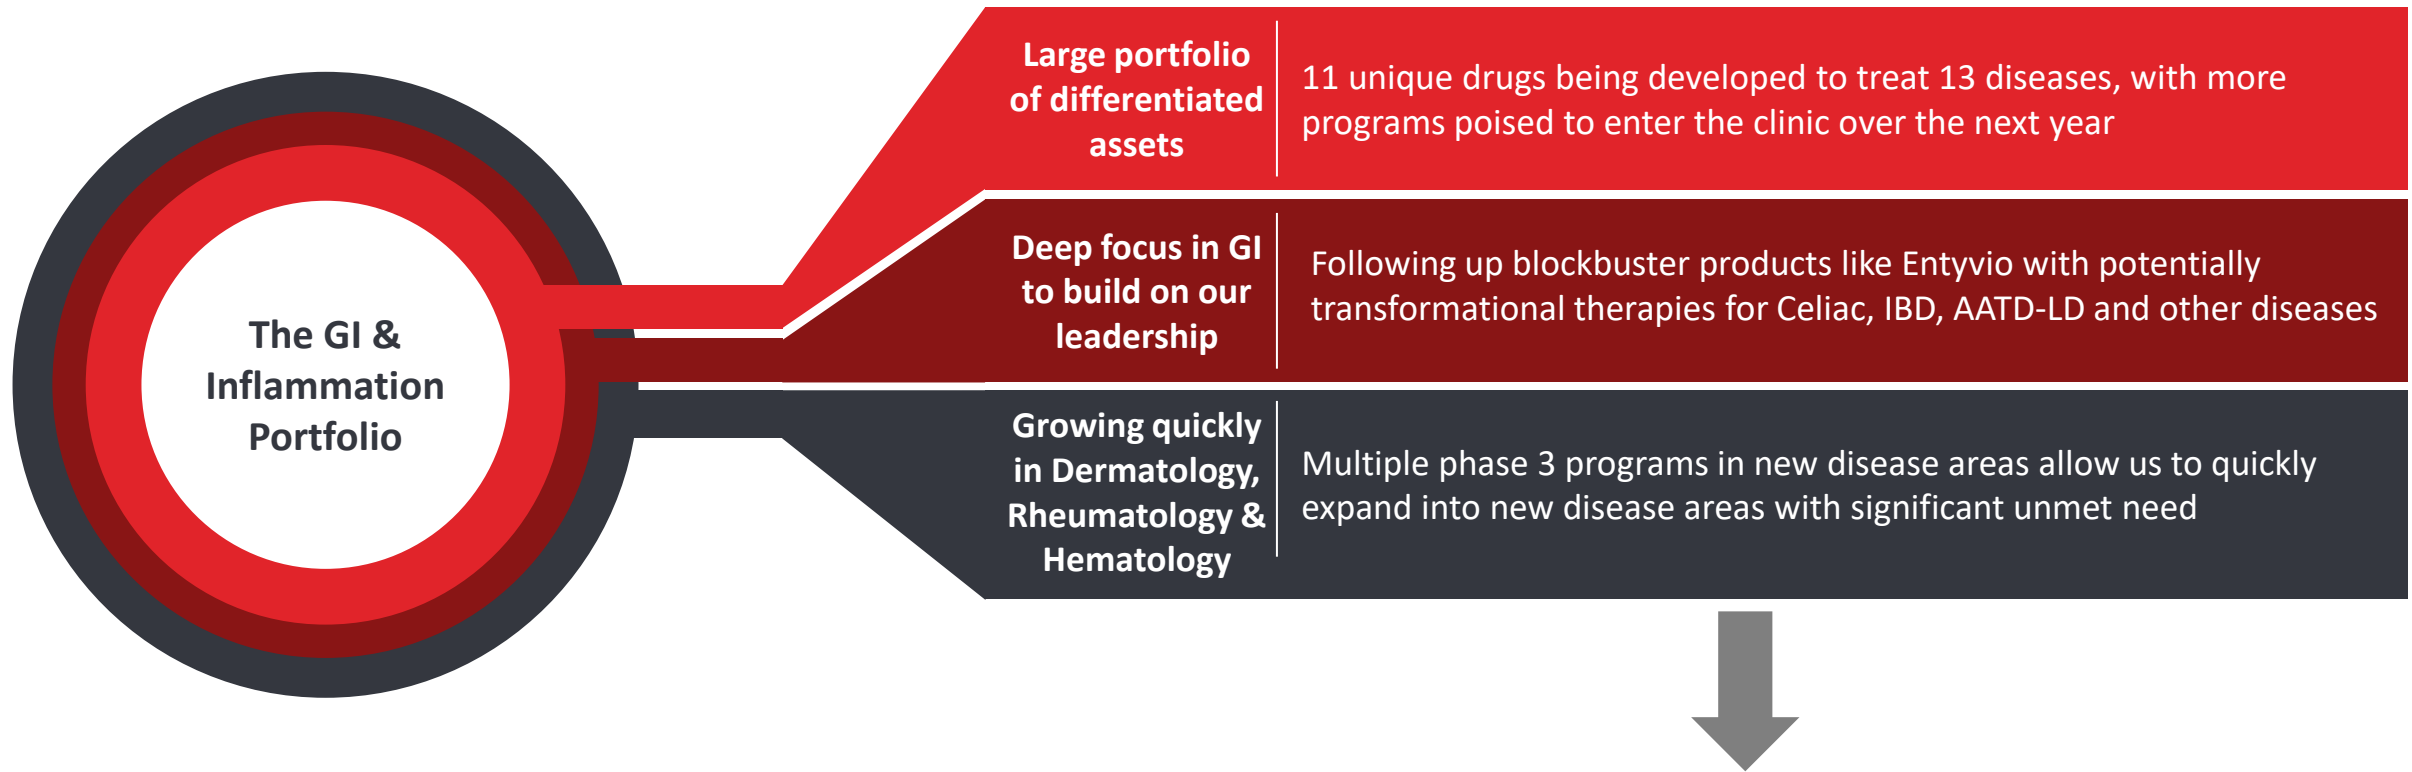 The GI &
Inflammation
Portfolio
Large portfolio
of differentiated
assets
11 unique drugs being developed to treat 13 diseases, with more
programs poised to enter the clinic over the next year
Deep focus in GI
to build on our
leadership
Following up blockbuster products like Entyvio with potentially
transformational therapies for Celiac, IBD, AATD-LD and other diseases
Growing quickly
in Dermatology,
Rheumatology &
Hematology
Multiple phase 3 programs in new disease areas allow us to quickly
expand into new disease areas with significant unmet need